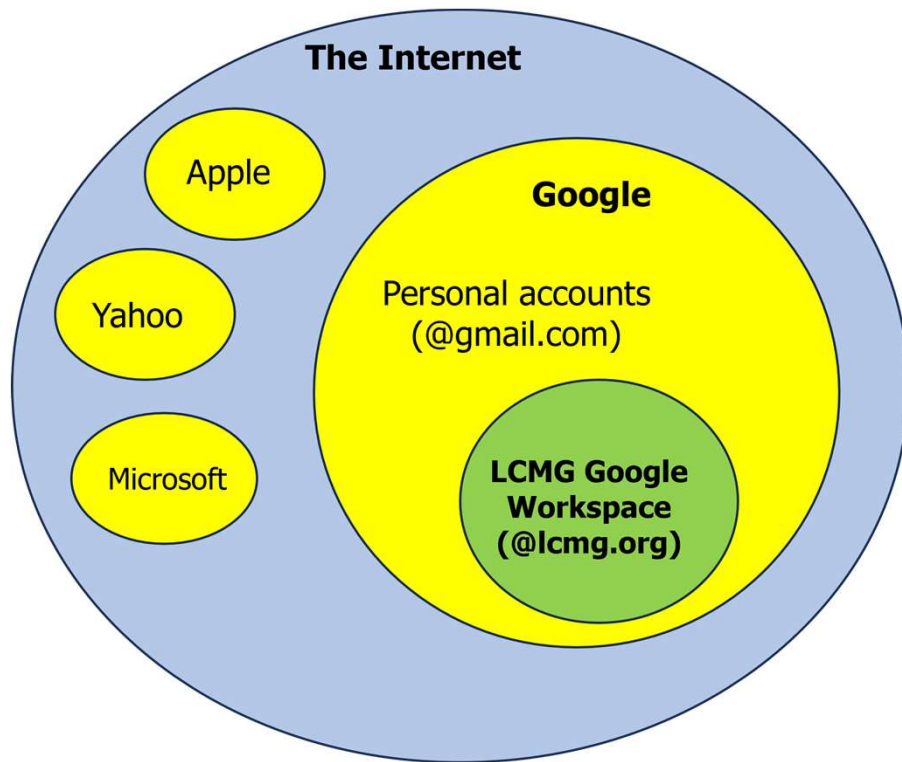 The Internet
Apple
Google
Personal accounts
(@gmail.com)
Yahoo
Microsoft
LCMG Google
Workspace
(@lcmg.org)